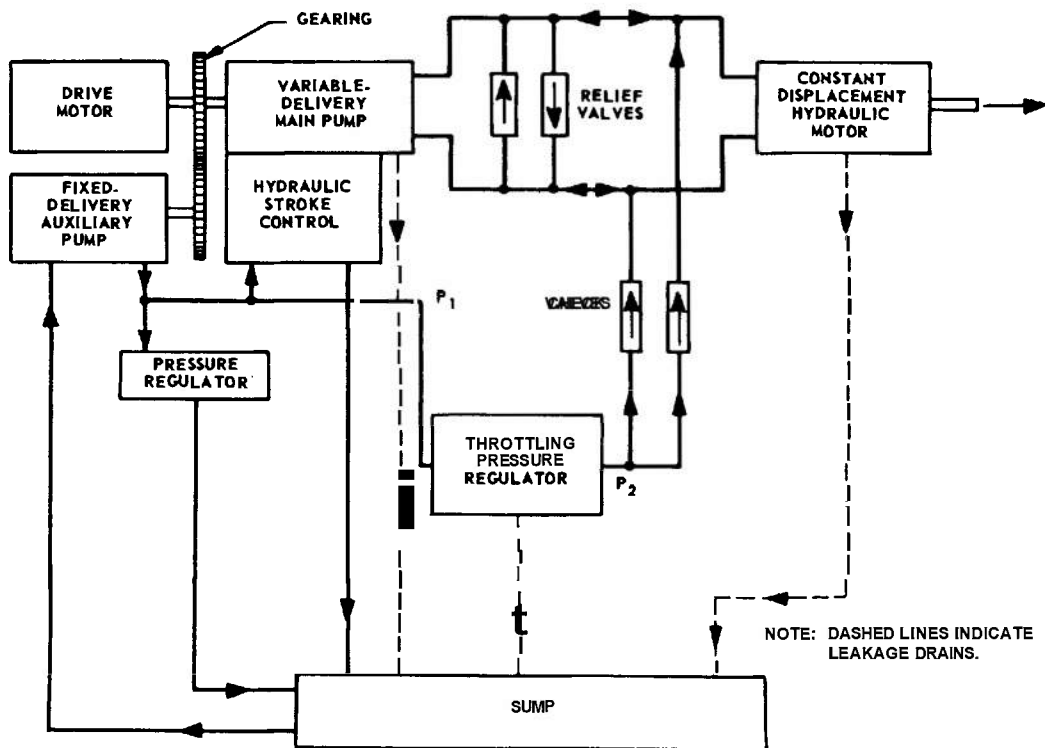 GEARING
DRIVE
MOTOR
VARIABLE-
DELIVERY
MAIN PUMP
RELIEF
VALVES
CONSTANT
DISPLACEMENT
HYDRAULIC
MOTOR
FIXED-
DELIVERY
AUXILIARY
PUMP
HYDRAULIC
STROKE
CONTROL
P1
PRESSURE
REGULATOR
THROTTLING
PRESSURE
REGULATOR
P2
t
NOTE: DASHED LINES INDICATE
LEAKAGE DRAINS.
SUMP